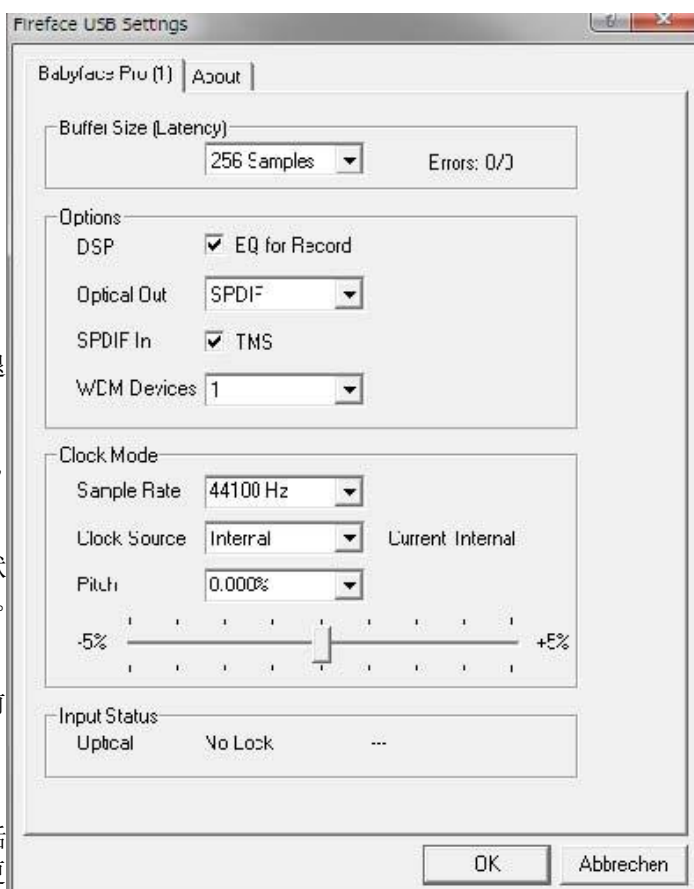 Fireface USB Settings
Babyface Pro (1) About
Buffer Size (Latency)
256 Samples Errors: 0/0
Options
DSP EQ for Record
Optical Out SPDIF
SPDIF In TMS
WDM Devices 1
Clock Mode
Sample Rate 44100 Hz
Clock Source Internal Current Internal
Pitch 0.000%
-5% +5%
Input Status
Optical No Lock ---
OK Abbrechen